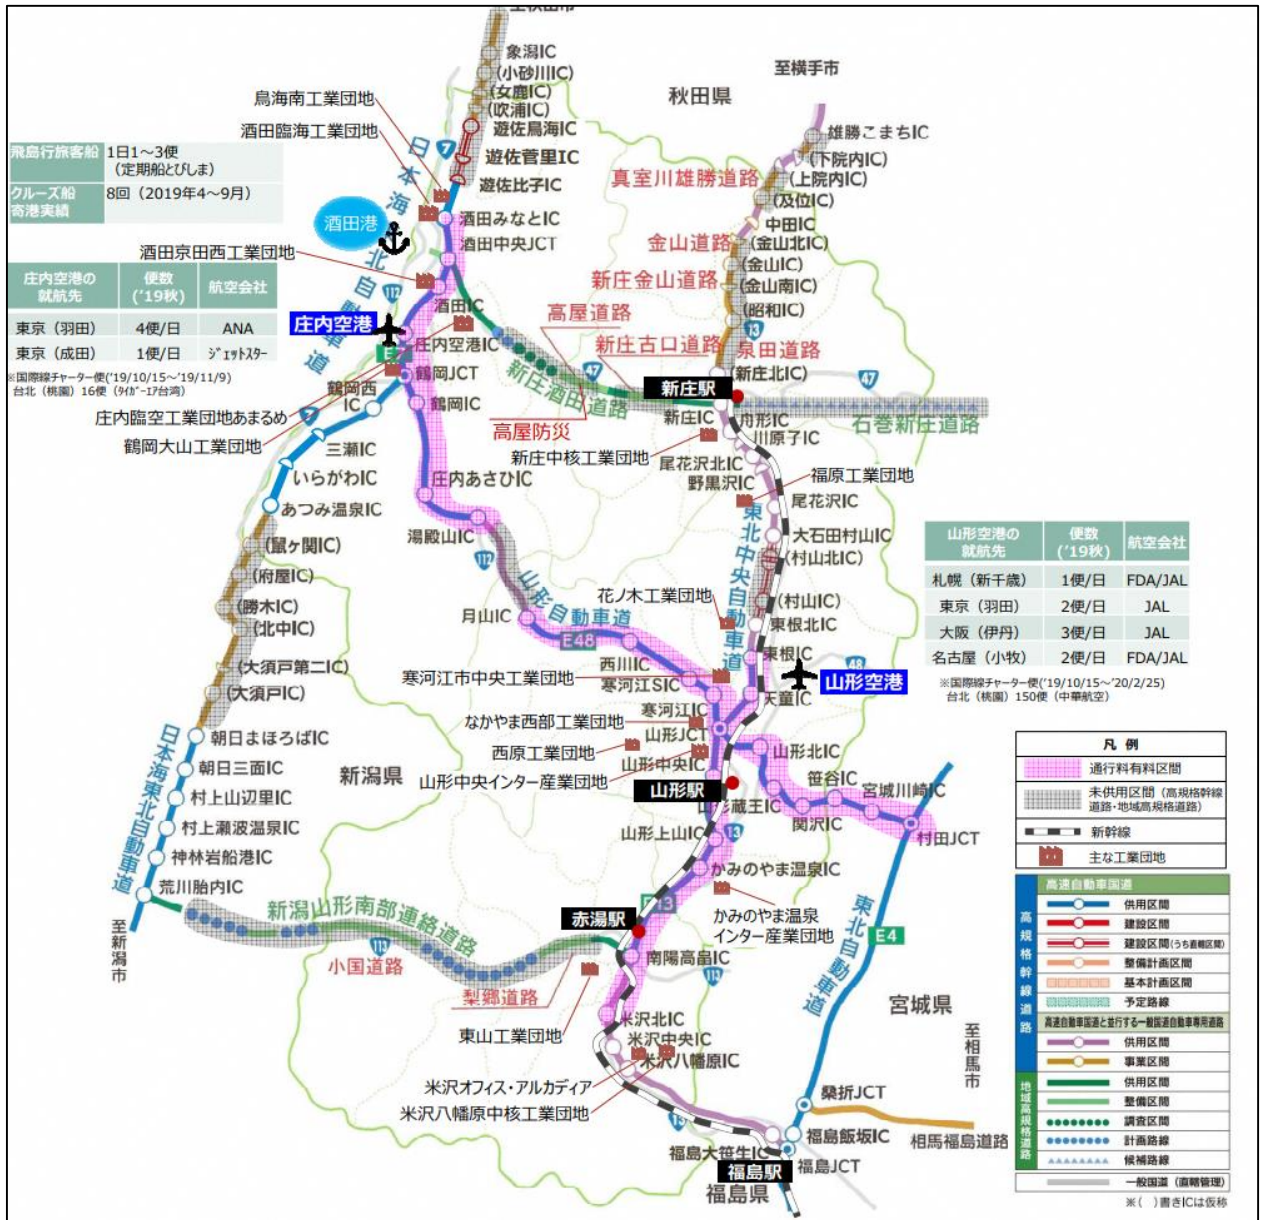 至秋田市
象潟IC
(小砂川IC)
(女鹿IC)
(吹浦IC)
遊佐鳥海IC
遊佐菅里IC
遊佐比子IC
酒田みなとIC
酒田中央JCT
鳥海南工業団地
酒田臨海工業団地
飛島行旅客船
1日1~3便
(定期船とびしま)
クルーズ船
寄港実績
8回(2019年4~9月)
日本海東北自動車道
7
酒田港
酒田京田西工業団地
庄内空港の
就航先
便数
('19秋)
航空会社
東京(羽田)
4便/日
ANA
東京(成田)
1便/日
ジェットスター
※国際線チャーター便('19/10/15~'19/11/9)
台北(桃園)16便(タイガーエア台湾)
112
庄内空港
酒田IC
庄内空港IC
鶴岡JCT
鶴岡西
IC
鶴岡IC
庄内臨空工業団地あまるめ
鶴岡大山工業団地
三瀬IC
いらがわIC
あつみ温泉IC
庄内あさひIC
湯殿山IC
112
(鼠ヶ関IC)
(府屋IC)
(勝木IC)
(北中IC)
(大須戸第二IC)
(大須戸IC)
朝日まほろばIC
朝日三面IC
村上山辺里IC
村上瀬波温泉IC
神林岩船港IC
荒川胎内IC
日本海東北自動車道
至新潟市
新潟県
秋田県
至横手市
雄勝こまちIC
(下院内IC)
(上院内IC)
(及位IC)
真室川雄勝道路
中田IC
金山道路
(金山北IC)
(金山IC)
新庄金山道路
(金山南IC)
(昭和IC)
13
高屋道路
新庄古口道路
泉田道路
47
新庄駅
(新庄北IC)
47
新庄酒田道路
高屋防災
新庄IC
舟形IC
石巻新庄道路
川原子IC
新庄中核工業団地
尾花沢北IC
野黒沢IC
福原工業団地
尾花沢IC
大石田村山IC
(村山北IC)
東北中央自動車道
花ノ木工業団地
(村山IC)
東根北IC
月山IC
山形自動車道
E48
西川IC
東根IC
48
山形空港
寒河江市中央工業団地
寒河江SIC
天童IC
寒河江IC
なかやま西部工業団地
山形JCT
西原工業団地
山形中央IC
山形北IC
山形中央インター産業団地
笹谷IC
宮城川崎IC
山形駅
山形蔵王IC
関沢IC
村田JCT
山形上山IC
13
かみのやま温泉IC
かみのやま温泉
インター産業団地
赤湯駅
南陽高畠IC
113
新潟山形南部連絡道路
113
小国道路
梨郷道路
東山工業団地
米沢北IC
米沢中央IC
米沢八幡原IC
米沢オフィス・アルカディア
米沢八幡原中核工業団地
13
福島大笹生IC
福島駅
福島県
福島JCT
福島飯坂IC
桑折JCT
相馬福島道路
至相馬市
宮城県
東北自動車道
E4
山形空港の
就航先
便数
('19秋)
航空会社
札幌(新千歳)
1便/日
FDA/JAL
東京(羽田)
2便/日
JAL
大阪(伊丹)
3便/日
JAL
名古屋(小牧)
2便/日
FDA/JAL
※国際線チャーター便('19/10/15~'20/2/25)
台北(桃園)150便(中華航空)
凡 例
通行料有料区間
未供用区間(高規格幹線
道路・地域高規格道路)
新幹線
主な工業団地
高規格幹線道路
高速自動車国道
供用区間
建設区間
建設区間(うち直轄区間)
整備計画区間
基本計画区間
予定路線
高速自動車国道と並行する一般国道自動車専用道路
供用区間
事業区間
地域高規格道路
供用区間
整備区間
調査区間
計画路線
候補路線
一般国道(直轄管理)
※( )書きICは仮称